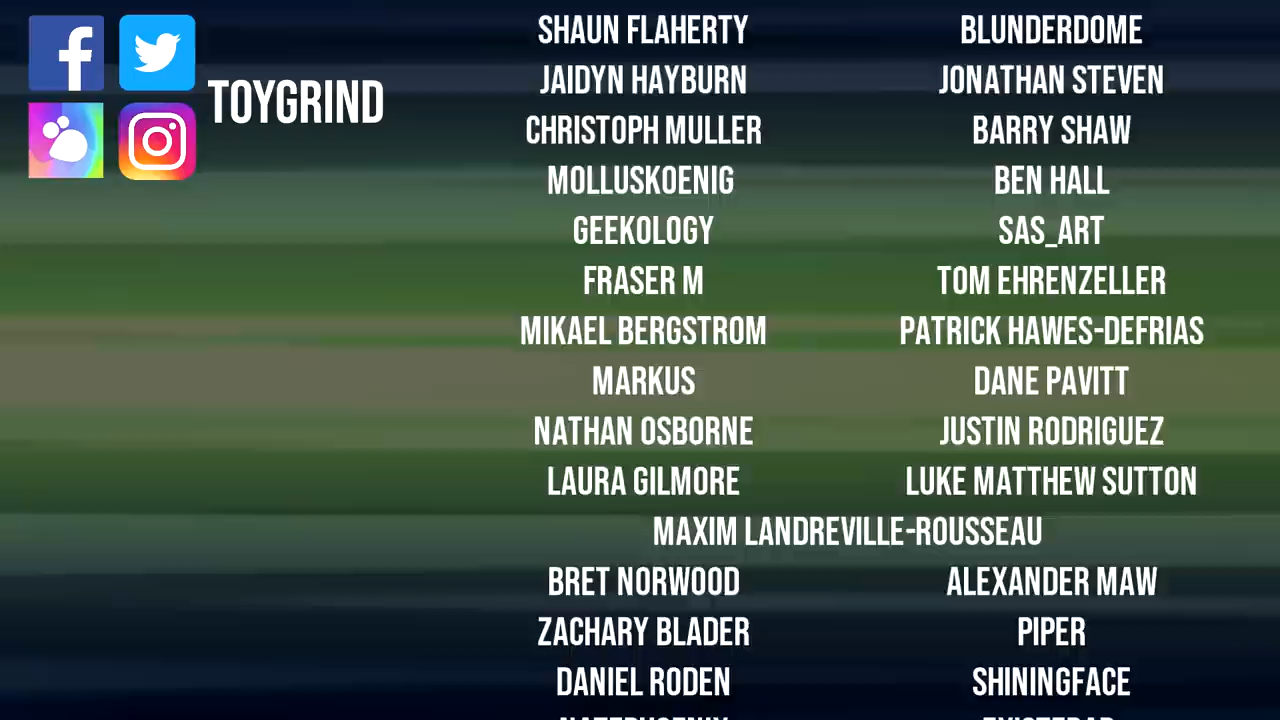 TOYGRIND
SHAUN FLAHERTY BLUNDERDOME
JAIDYN HAYBURN JONATHAN STEVEN
CHRISTOPH MULLER BARRY SHAW
MOLLUSKOENIG BEN HALL
GEEKOLOGY SAS_ART
FRASER M TOM EHRENZELLER
MIKAEL BERGSTROM PATRICK HAWES-DEFRIAS
MARKUS DANE PAVITT
NATHAN OSBORNE JUSTIN RODRIGUEZ
LAURA GILMORE LUKE MATTHEW SUTTON
MAXIM LANDREVILLE-ROUSSEAU
BRET NORWOOD ALEXANDER MAW
ZACHARY BLADER PIPER
DANIEL RODEN SHININGFACE